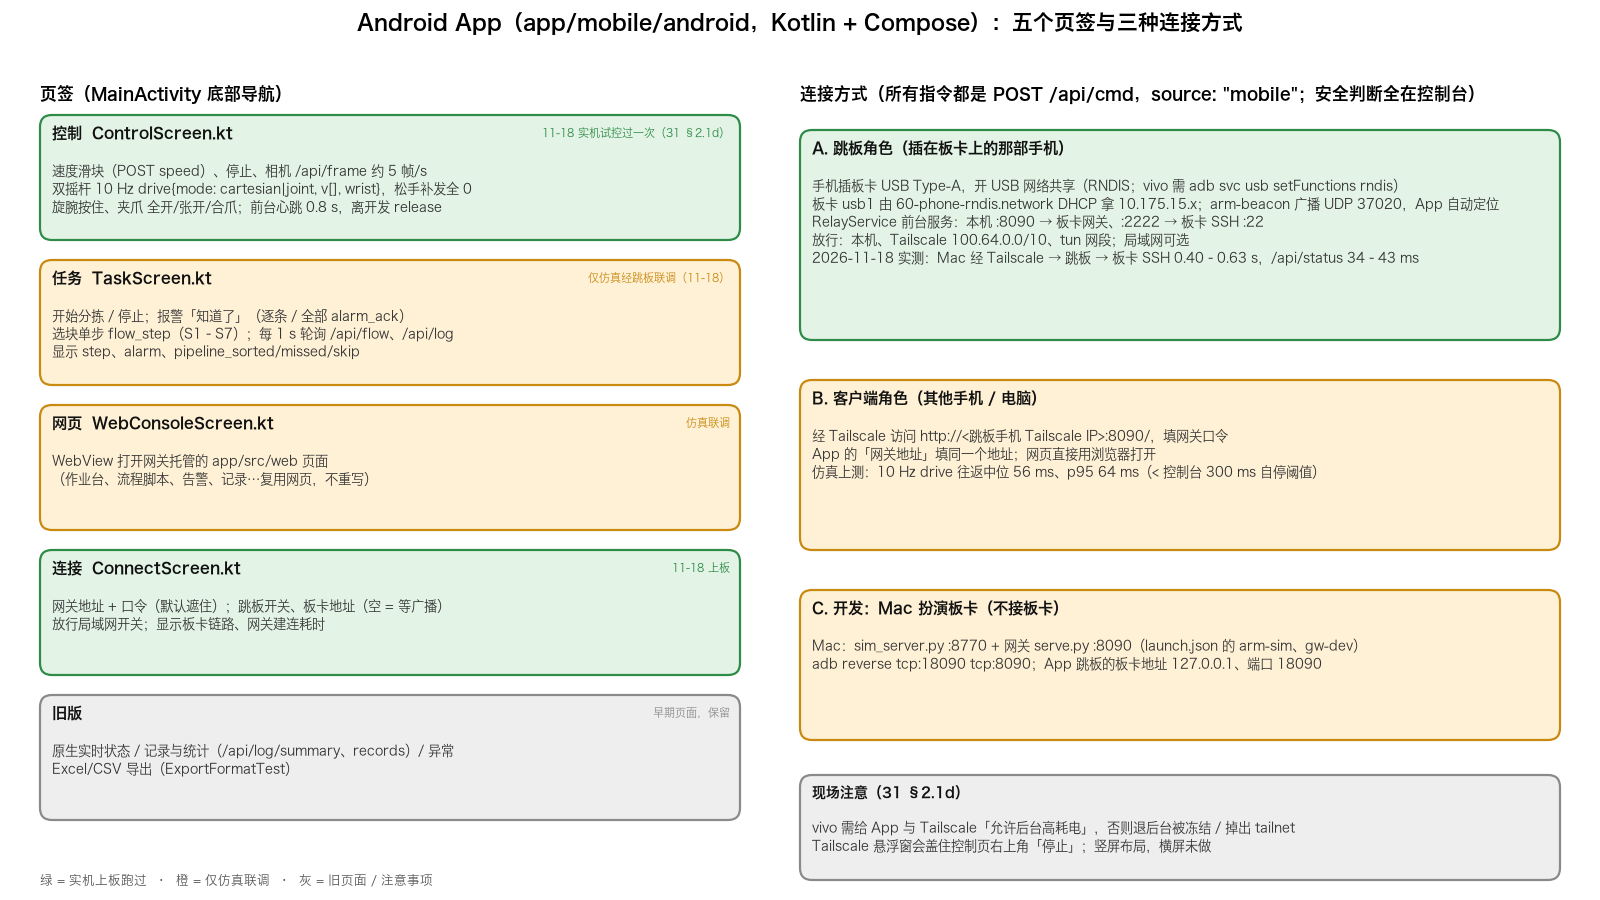 Android App（app/mobile/android，Kotlin + Compose）：五个页签与三种连接方式
页签（MainActivity 底部导航）
控制 ControlScreen.kt
11-18 实机试控过一次（31 §2.1d）
速度滑块（POST speed）、停止、相机 /api/frame 约 5 帧/s
双摇杆 10 Hz drive{mode: cartesian|joint, v[], wrist}，松手补发全 0
旋腕按住、夹爪 全开/张开/合爪；前台心跳 0.8 s，离开发 release
任务 TaskScreen.kt
仅仿真经跳板联调（11-18）
开始分拣 / 停止；报警「知道了」（逐条 / 全部 alarm_ack）
选块单步 flow_step（S1 - S7）；每 1 s 轮询 /api/flow、/api/log
显示 step、alarm、pipeline_sorted/missed/skip
网页 WebConsoleScreen.kt
仿真联调
WebView 打开网关托管的 app/src/web 页面
（作业台、流程脚本、告警、记录…复用网页，不重写）
连接 ConnectScreen.kt
11-18 上板
网关地址 + 口令（默认遮住）；跳板开关、板卡地址（空 = 等广播）
放行局域网开关；显示板卡链路、网关建连耗时
旧版
早期页面，保留
原生实时状态 / 记录与统计（/api/log/summary、records）/ 异常
Excel/CSV 导出（ExportFormatTest）
绿 = 实机上板跑过 · 橙 = 仅仿真联调 · 灰 = 旧页面 / 注意事项
连接方式（所有指令都是 POST /api/cmd，source: "mobile"；安全判断全在控制台）
A. 跳板角色（插在板卡上的那部手机）
手机插板卡 USB Type-A，开 USB 网络共享（RNDIS；vivo 需 adb svc usb setFunctions rndis）
板卡 usb1 由 60-phone-rndis.network DHCP 拿 10.175.15.x；arm-beacon 广播 UDP 37020，App 自动定位
RelayService 前台服务：本机 :8090 → 板卡网关、:2222 → 板卡 SSH :22
放行：本机、Tailscale 100.64.0.0/10、tun 网段；局域网可选
2026-11-18 实测：Mac 经 Tailscale → 跳板 → 板卡 SSH 0.40 - 0.63 s，/api/status 34 - 43 ms
B. 客户端角色（其他手机 / 电脑）
经 Tailscale 访问 http://<跳板手机 Tailscale IP>:8090/，填网关口令
App 的「网关地址」填同一个地址；网页直接用浏览器打开
仿真上测：10 Hz drive 往返中位 56 ms、p95 64 ms（< 控制台 300 ms 自停阈值）
C. 开发：Mac 扮演板卡（不接板卡）
Mac：sim_server.py :8770 + 网关 serve.py :8090（launch.json 的 arm-sim、gw-dev）
adb reverse tcp:18090 tcp:8090；App 跳板的板卡地址 127.0.0.1、端口 18090
现场注意（31 §2.1d）
vivo 需给 App 与 Tailscale「允许后台高耗电」，否则退后台被冻结 / 掉出 tailnet
Tailscale 悬浮窗会盖住控制页右上角「停止」；竖屏布局，横屏未做